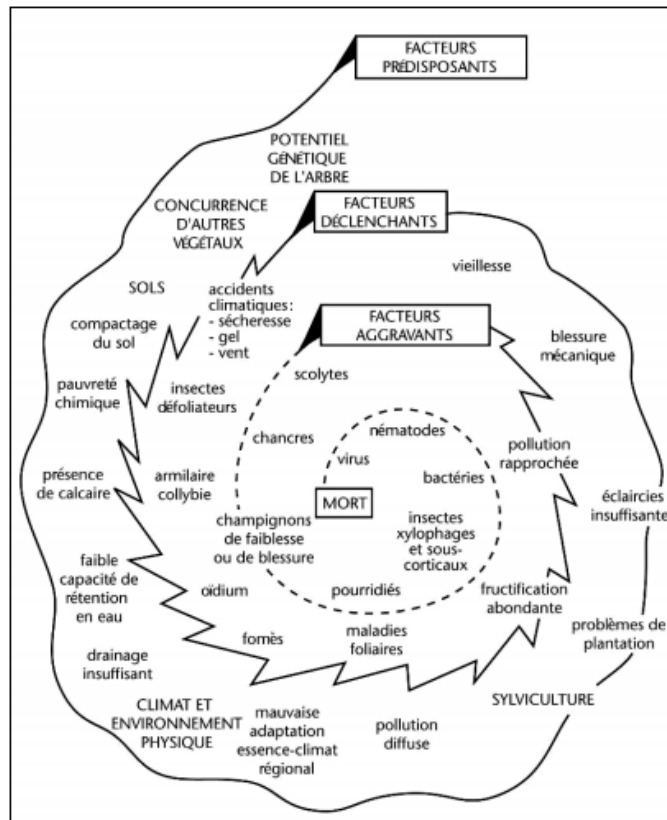 FACTEURS
PRÉDISPOSANTS
POTENTIEL
GÉNÉTIQUE
DE L'ARBRE
CONCURRENCE
D'AUTRES
VÉGÉTAUX
FACTEURS
DÉCLENCHANTS
vieillesse
SOLS
accidents
climatiques:
- sécheresse
- gel
- vent
FACTEURS
AGGRAVANTS
compactage
du sol
blessure
mécanique
scolytes
pauvreté
chimique
insectes
défoliateurs
nématodes
chancres
virus
pollution
rapprochée
bactéries
présence
de calcaire
armilaire
collybie
MORT
éclaircies
insuffisante
champignons
de faiblesse
ou de blessure
insectes
xylophages
et sous-
corticaux
faible
capacité de
rétention
en eau
oïdium
pourridiés
fructification
abondante
fomès
maladies
foliaires
problèmes de
plantation
drainage
insuffisant
SYLVICULTURE
CLIMAT ET
ENVIRONNEMENT
PHYSIQUE
mauvaise
adaptation
essence-climat
régional
pollution
diffuse